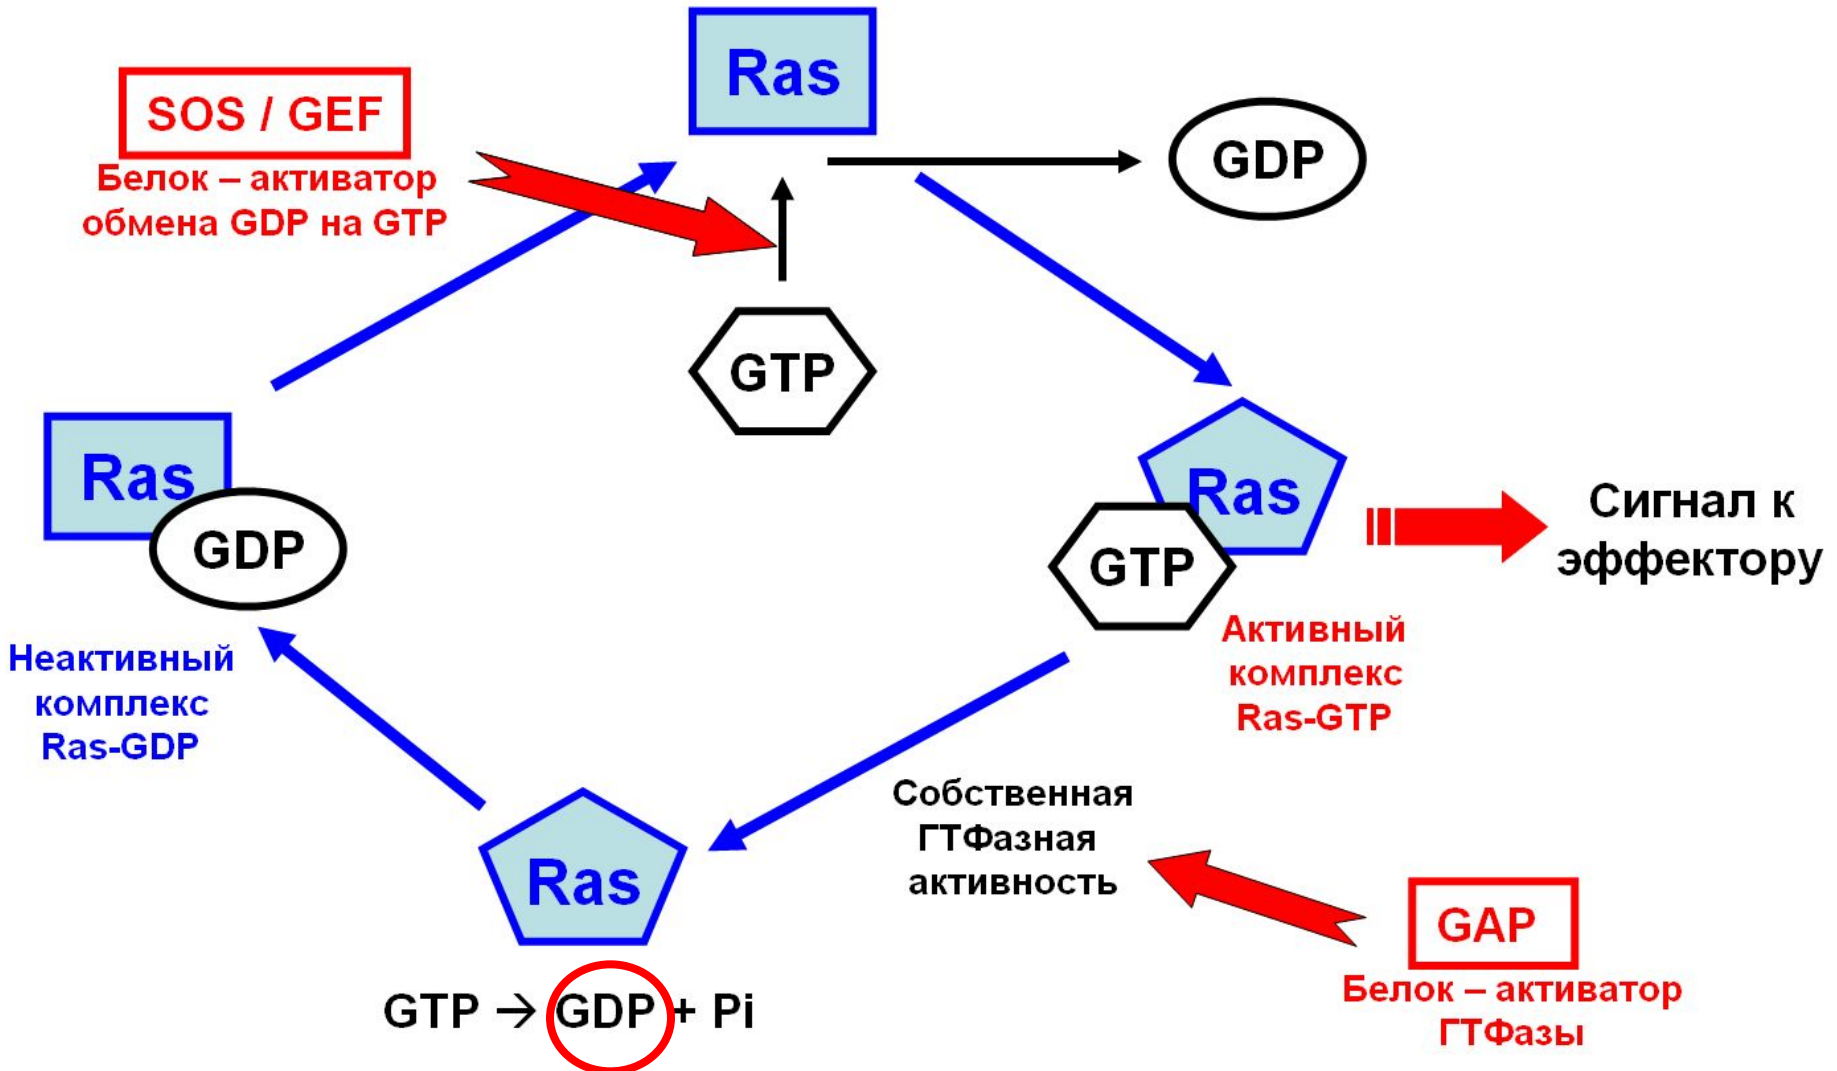 Ras
SOS / GEF
Белок – активатор
обмена GDP на GTP
GDP
GTP
Ras
GDP
Неактивный
комплекс
Ras-GDP
Ras
GTP
Активный
комплекс
Ras-GTP
Сигнал к
эффектору
Собственная
ГТФазная
активность
Ras
GTP → GDP + Pi
GAP
Белок – активатор
ГТФазы